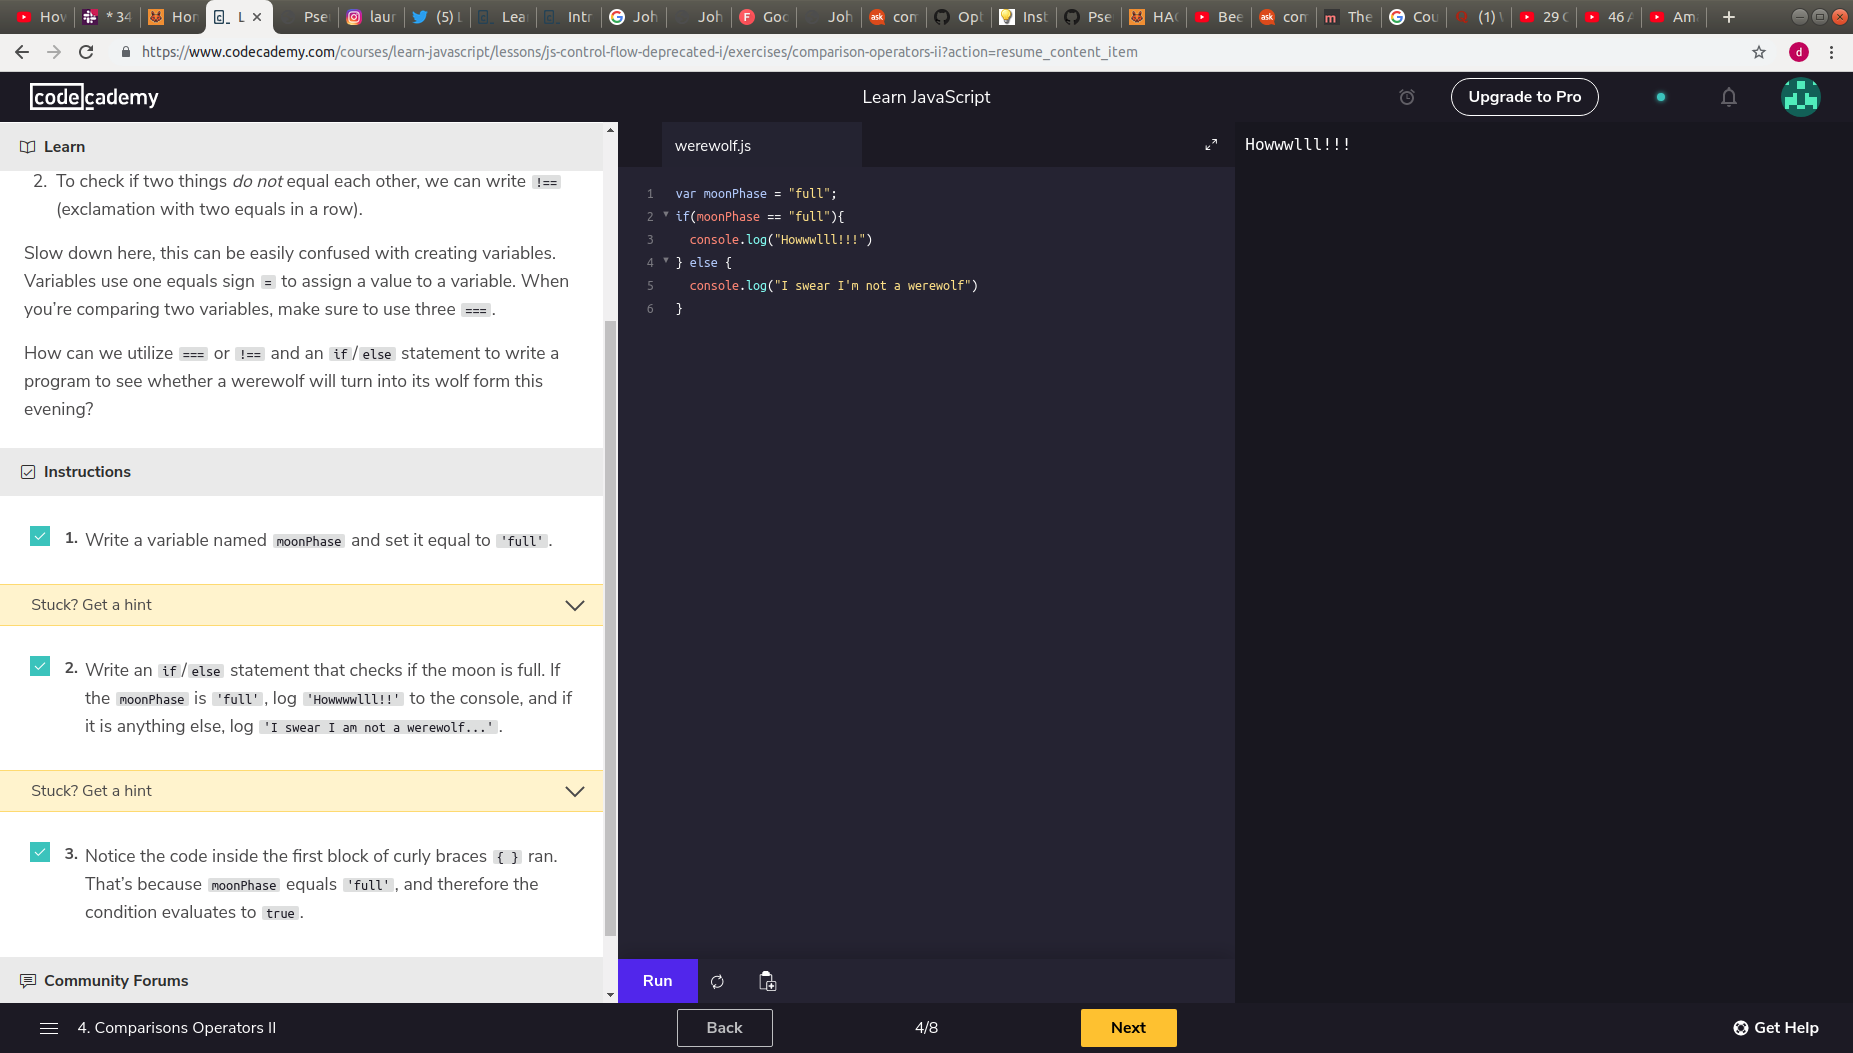 Hov
* 34
Hor
L
Pse
laur
(5) L
Lear
Intr
Joh
Joh
Goo
Joh
ask
com
Opt
Inst
Pse
HAC
Bee
ask
com
m
The
Cou
(1) \
29 C
46 A
Am
https://www.codecademy.com/courses/learn-javascript/lessons/js-control-flow-deprecated-i/exercises/comparison-operators-ii?action=resume_content_item
d
codecademy
Learn JavaScript
Upgrade to Pro
Learn
2. To check if two things do not equal each other, we can write !==
(exclamation with two equals in a row).
Slow down here, this can be easily confused with creating variables.
Variables use one equals sign = to assign a value to a variable. When
you're comparing two variables, make sure to use three ===.
How can we utilize === or !== and an if/else statement to write a
program to see whether a werewolf will turn into its wolf form this
evening?
Instructions
1. Write a variable named moonPhase and set it equal to 'full'.
Stuck? Get a hint
2. Write an if/else statement that checks if the moon is full. If
the moonPhase is 'full', log 'Howwwwlll!!' to the console, and if
it is anything else, log 'I swear I am not a werewolf...'.
Stuck? Get a hint
3. Notice the code inside the first block of curly braces { } ran.
That's because moonPhase equals 'full', and therefore the
condition evaluates to true.
Community Forums
werewolf.js
1 var moonPhase = "full";
2 if(moonPhase == "full"){
3 console.log("Howwwlll!!!")
4 } else {
5 console.log("I swear I'm not a werewolf")
6 }
Howwwlll!!!
Run
4. Comparisons Operators II
Back
4/8
Next
Get Help